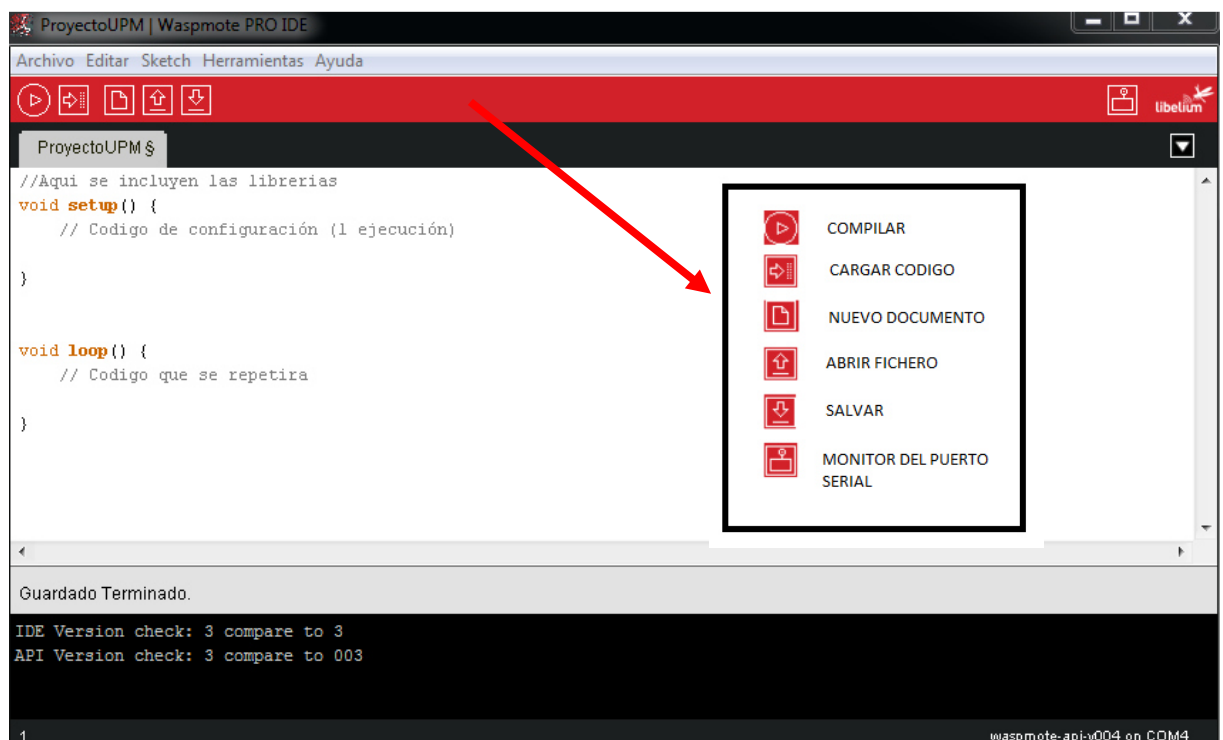 ProyectoUPM | Waspmote PRO IDE
Archivo Editar Sketch Herramientas Ayuda
libelium
ProyectoUPM §
//Aqui se incluyen las librerias
void setup() {
// Codigo de configuración (1 ejecución)
}
void loop() {
// Codigo que se repetira
}
COMPILAR
CARGAR CODIGO
NUEVO DOCUMENTO
ABRIR FICHERO
SALVAR
MONITOR DEL PUERTO
SERIAL
Guardado Terminado.
IDE Version check: 3 compare to 3
API Version check: 3 compare to 003
1
waspmote-api-v004 on COM4